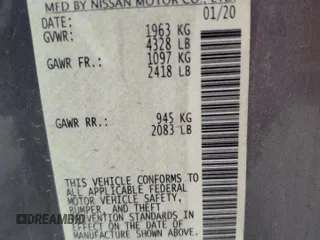 MFD BY NISSAN MOTOR CO., LTD.
DATE: 01/20
GVWR: 1963 KG
4328 LB
GAWR FR.: 1097 KG
2418 LB
GAWR RR.: 945 KG
2083 LB
THIS VEHICLE CONFORMS TO
ALL APPLICABLE FEDERAL
MOTOR VEHICLE SAFETY,
BUMPER, AND THEFT
PREVENTION STANDARDS IN
EFFECT ON THE DATE OF
MANUFACTURE SHOWN ABOVE.
DREAMBID